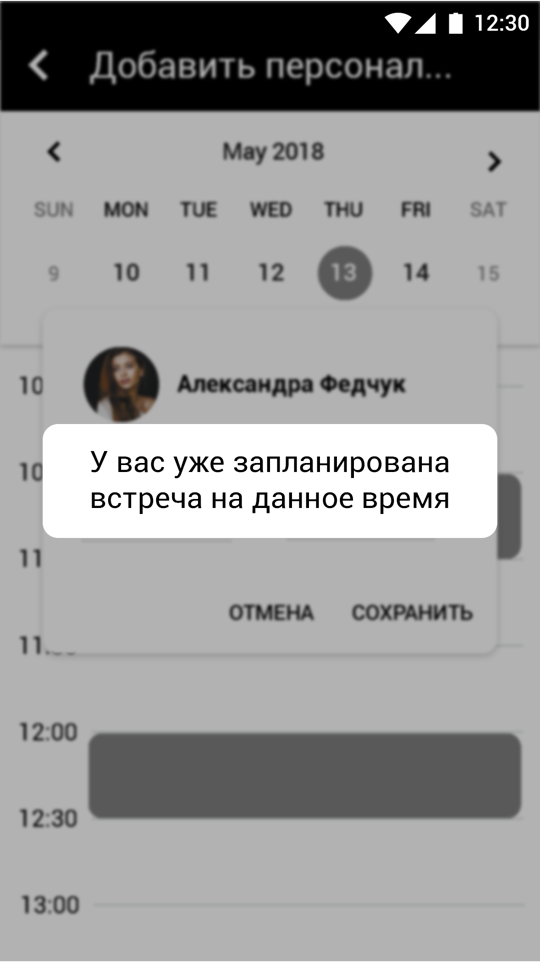 12:30
Добавить персонал...
May 2018
SUN MON TUE WED THU FRI SAT
9 10 11 12 13 14 15
10
Александра Федчук
10
У вас уже запланирована
встреча на данное время
11
ОТМЕНА СОХРАНИТЬ
11:
12:00
12:30
13:00